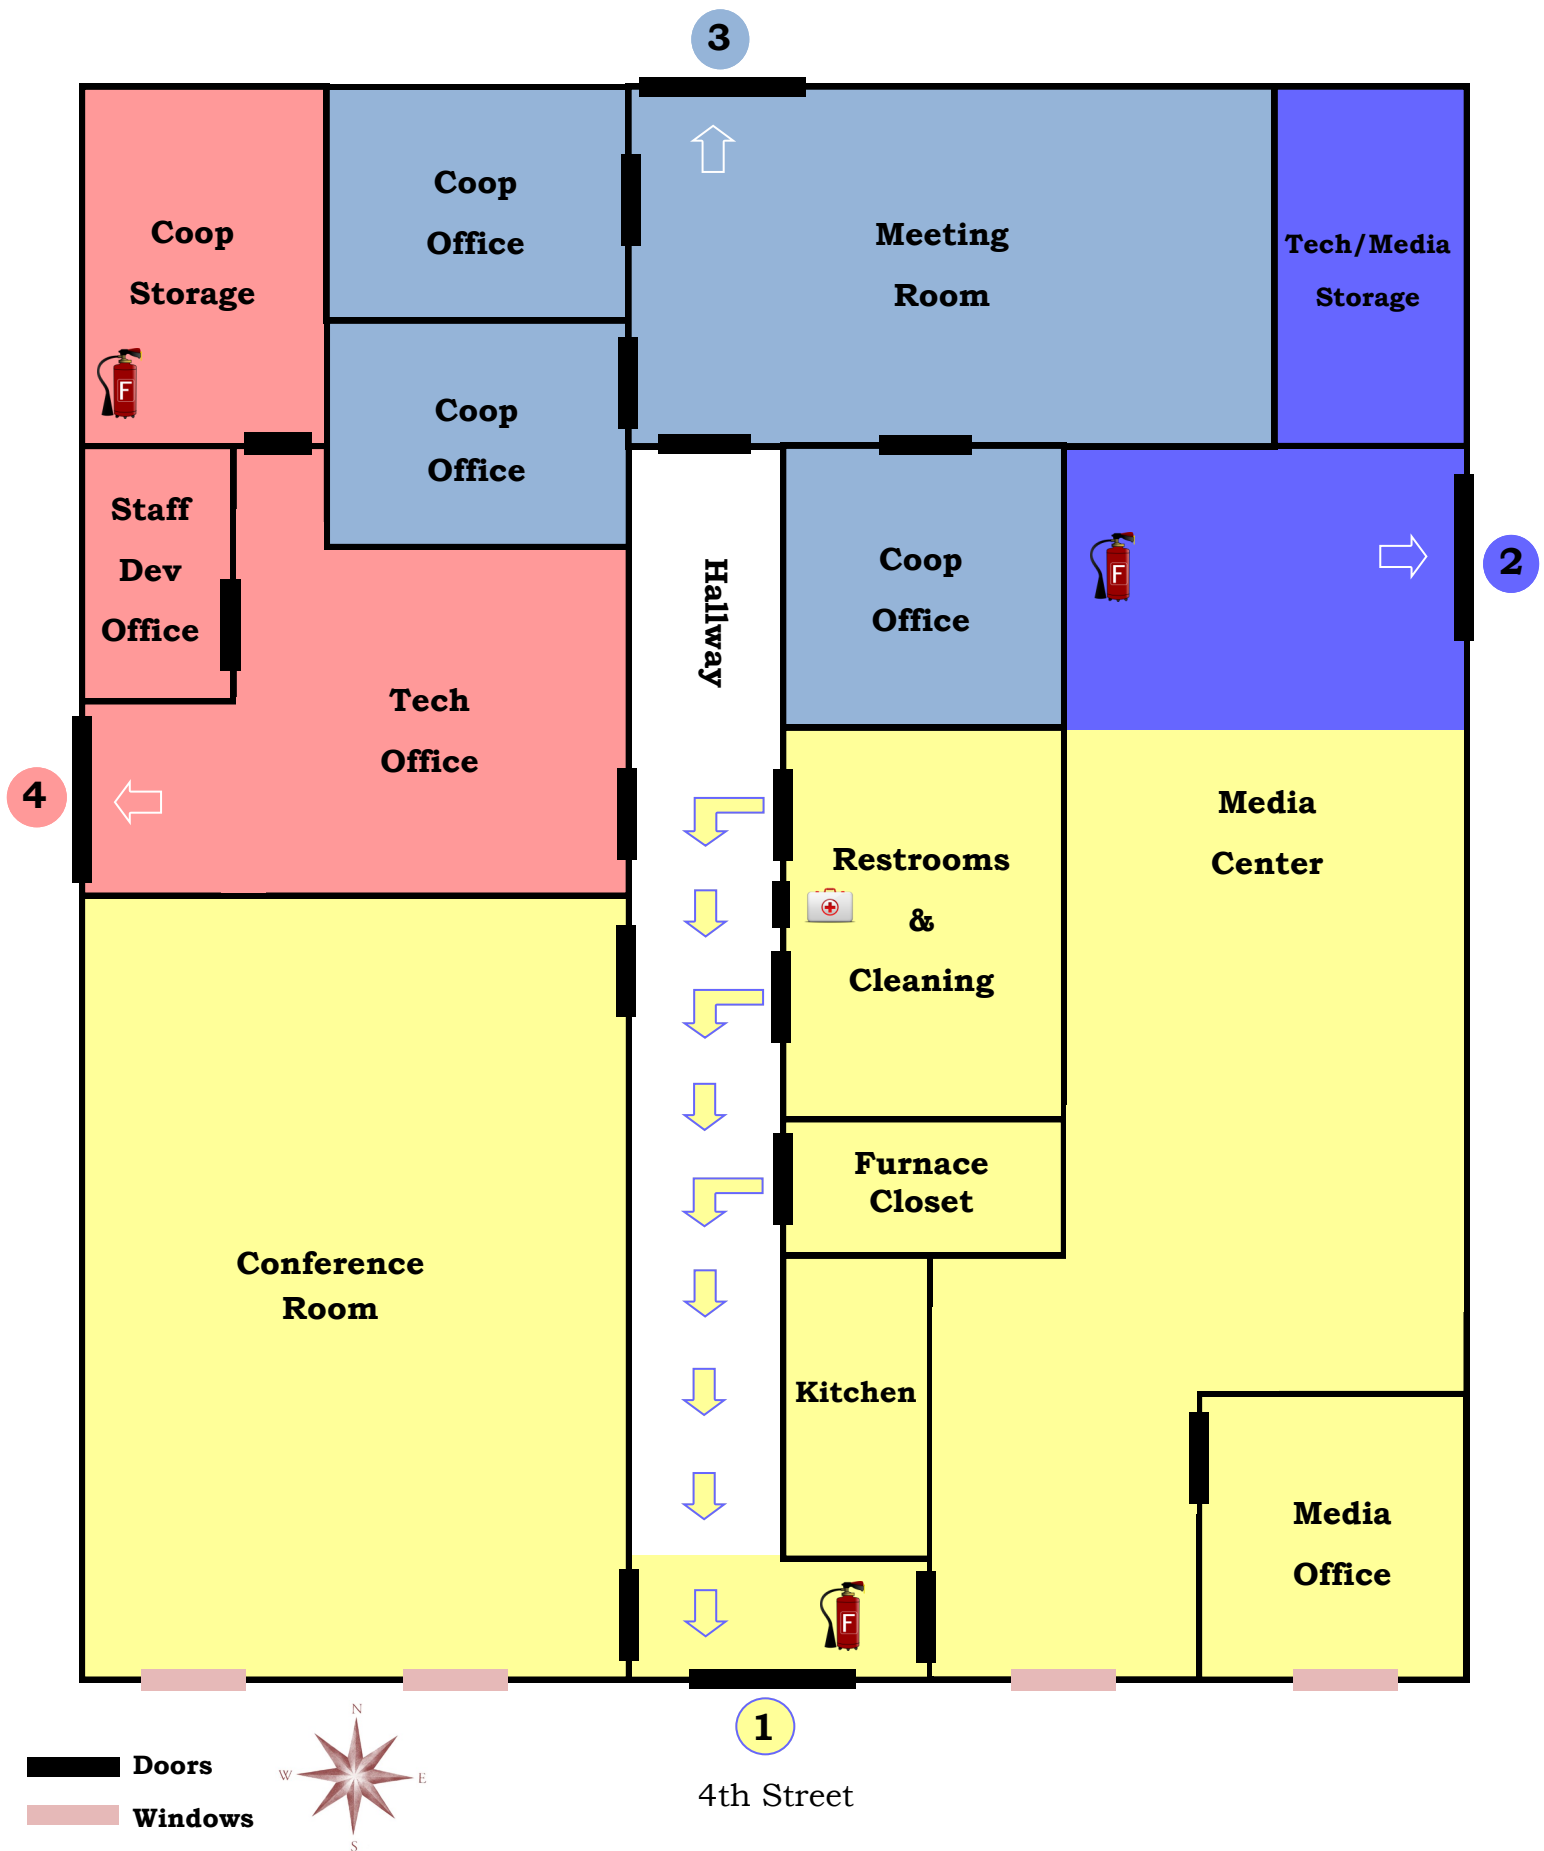 3
Coop
Office
Coop
Storage
Meeting
Room
Tech/Media
Storage
F
Coop
Office
Staff
Dev
Office
Hallway
Coop
Office
F
2
Tech
Office
4
Media
Center
Restrooms
&
Cleaning
Furnace
Closet
Conference
Room
Kitchen
Media
Office
F
1
4th Street
Doors
Windows
N
W
E
S